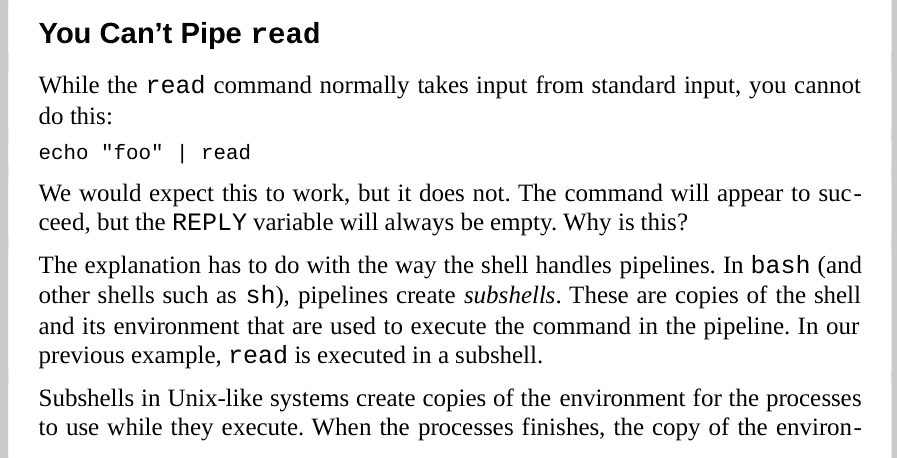 You Can’t Pipe read
While the read command normally takes input from standard input, you cannot
do this:
echo "foo" | read
We would expect this to work, but it does not. The command will appear to suc-
ceed, but the REPLY variable will always be empty. Why is this?
The explanation has to do with the way the shell handles pipelines. In bash (and
other shells such as sh), pipelines create subshells. These are copies of the shell
and its environment that are used to execute the command in the pipeline. In our
previous example, read is executed in a subshell.
Subshells in Unix-like systems create copies of the environment for the processes
to use while they execute. When the processes finishes, the copy of the environ-